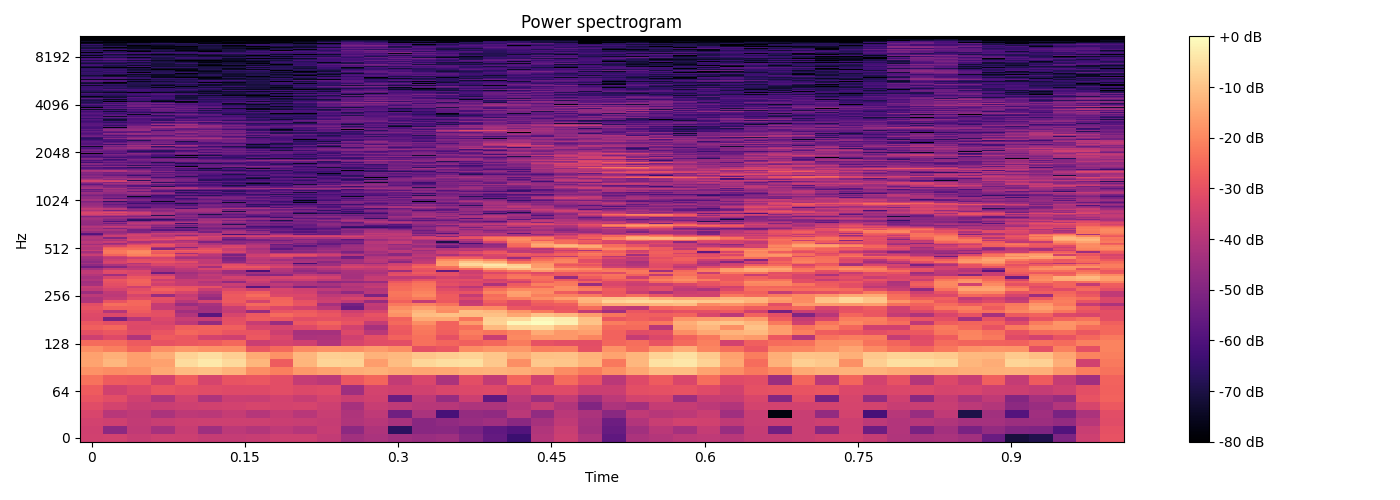 Power spectrogram
Hz
8192
4096
2048
1024
512
256
128
64
0
0 0.15 0.3 0.45 0.6 0.75 0.9
Time
+0 dB
-10 dB
-20 dB
-30 dB
-40 dB
-50 dB
-60 dB
-70 dB
-80 dB